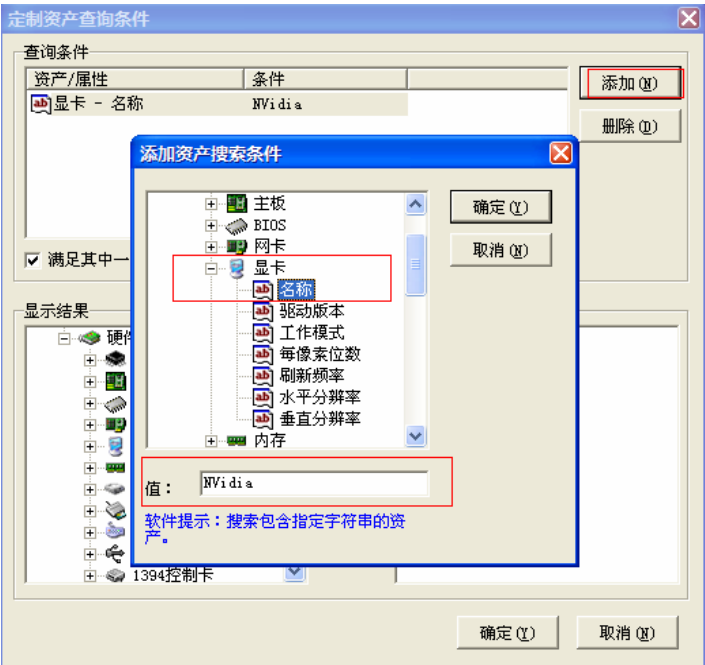 定制资产查询条件
查询条件
资产/属性 条件
显卡 - 名称 NVidia
添加(N)
删除(D)
满足其中一
显示结果
硬件
1394控制卡
添加资产搜索条件
主板
BIOS
网卡
显卡
名称
驱动版本
工作模式
每像素位数
刷新频率
水平分辨率
垂直分辨率
内存
确定(Y)
取消(N)
值： NVidia
软件提示：搜索包含指定字符串的资
产。
确定(Y)
取消(N)